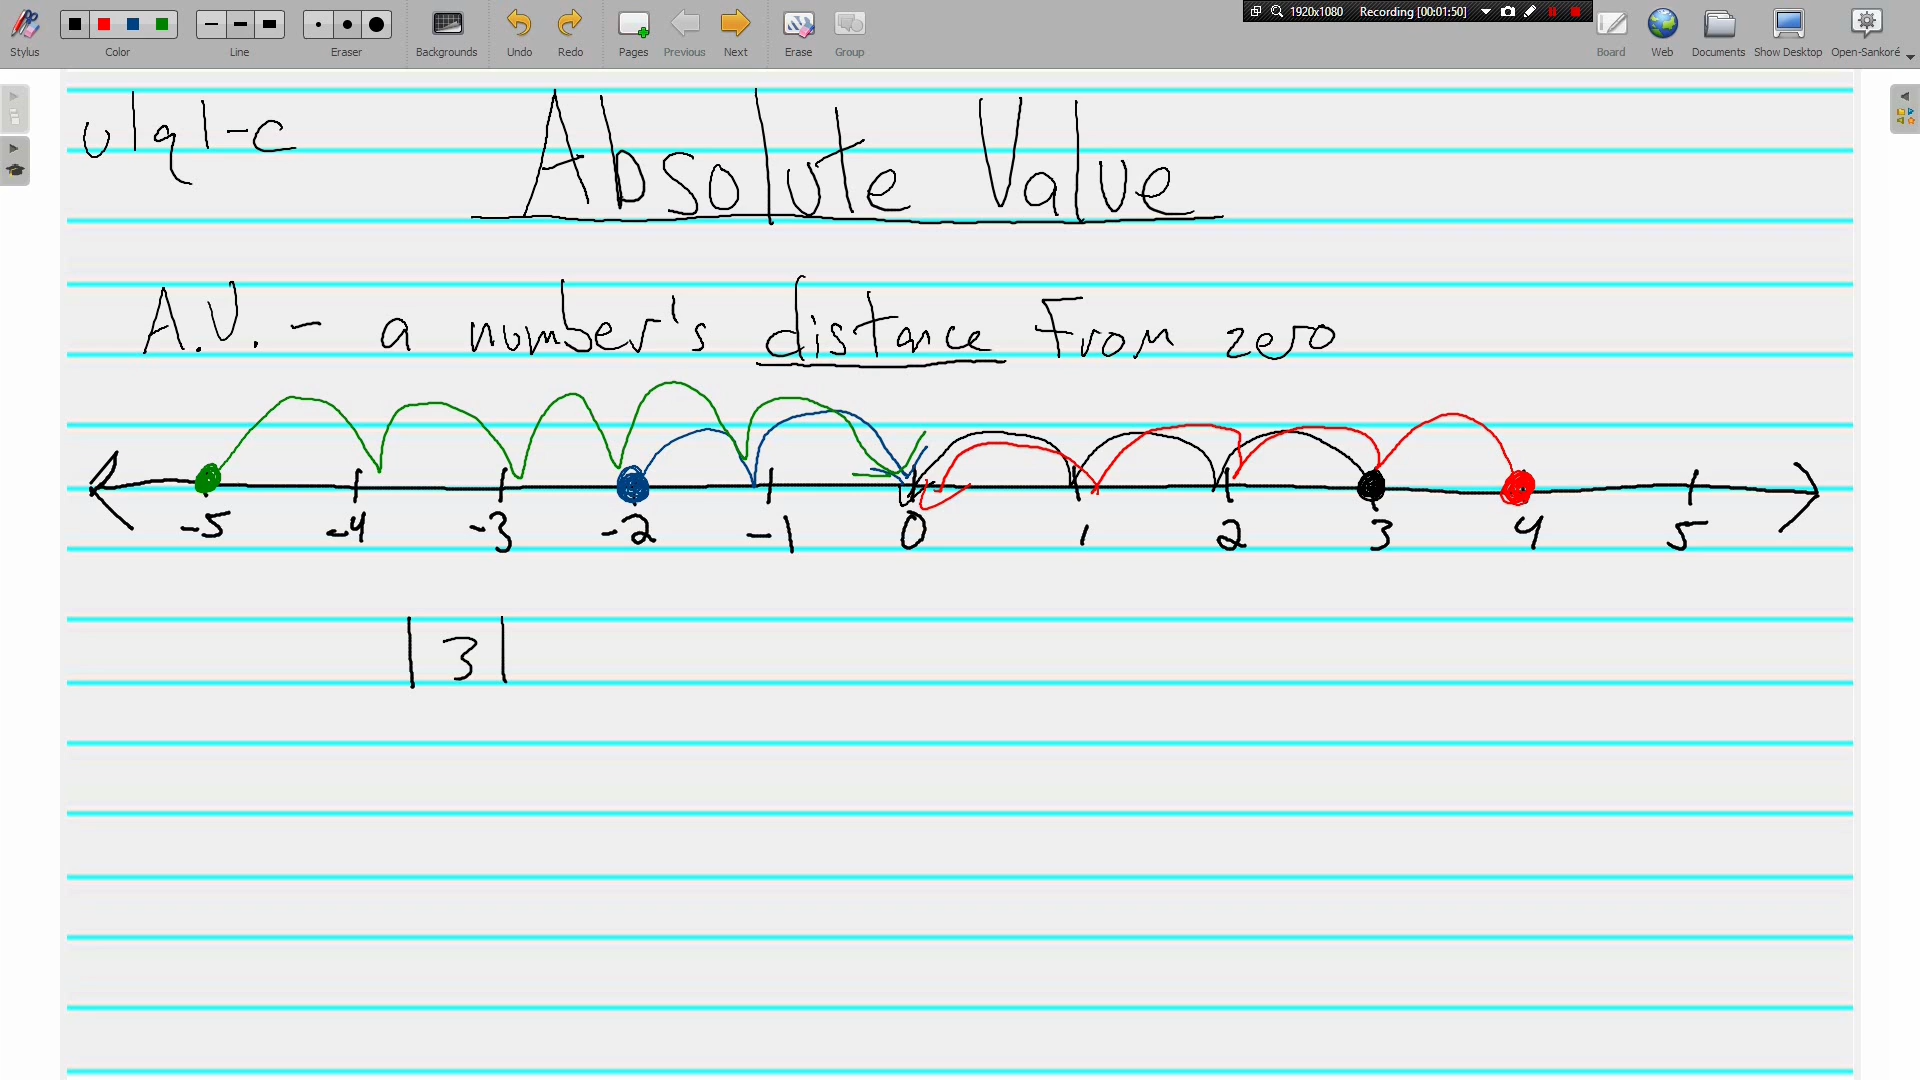 1920x1080 Recording [00:01:50]
Stylus Color Line Eraser Backgrounds Undo Redo Pages Previous Next Erase Group Board Web Documents Show Desktop Open-Sankoré
Absolute Value
A.V. - a number's distance from zero
-5 -4 -3 -2 -1 0 1 2 3 4 5
|3|